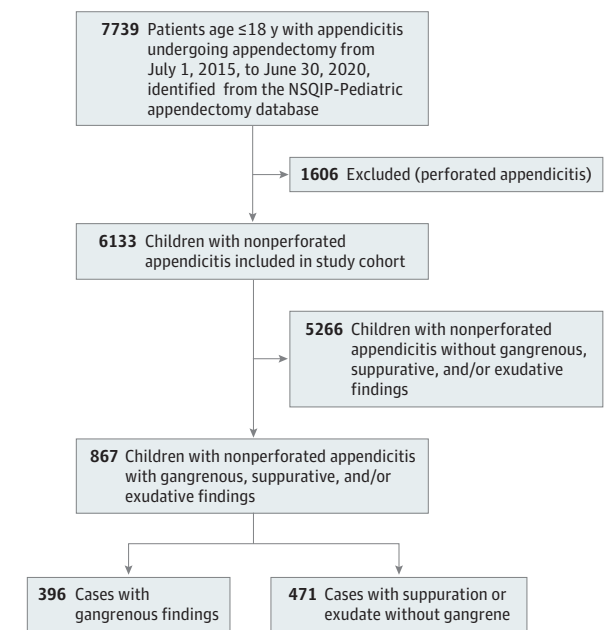 7739 Patients age ≤18 y with appendicitis
undergoing appendectomy from
July 1, 2015, to June 30, 2020,
identified from the NSQIP-Pediatric
appendectomy database
1606 Excluded (perforated appendicitis)
6133 Children with nonperforated
appendicitis included in study cohort
5266 Children with nonperforated
appendicitis without gangrenous,
suppurative, and/or exudative
findings
867 Children with nonperforated appendicitis
with gangrenous, suppurative, and/or
exudative findings
396 Cases with
gangrenous findings
471 Cases with suppuration or
exudate without gangrene